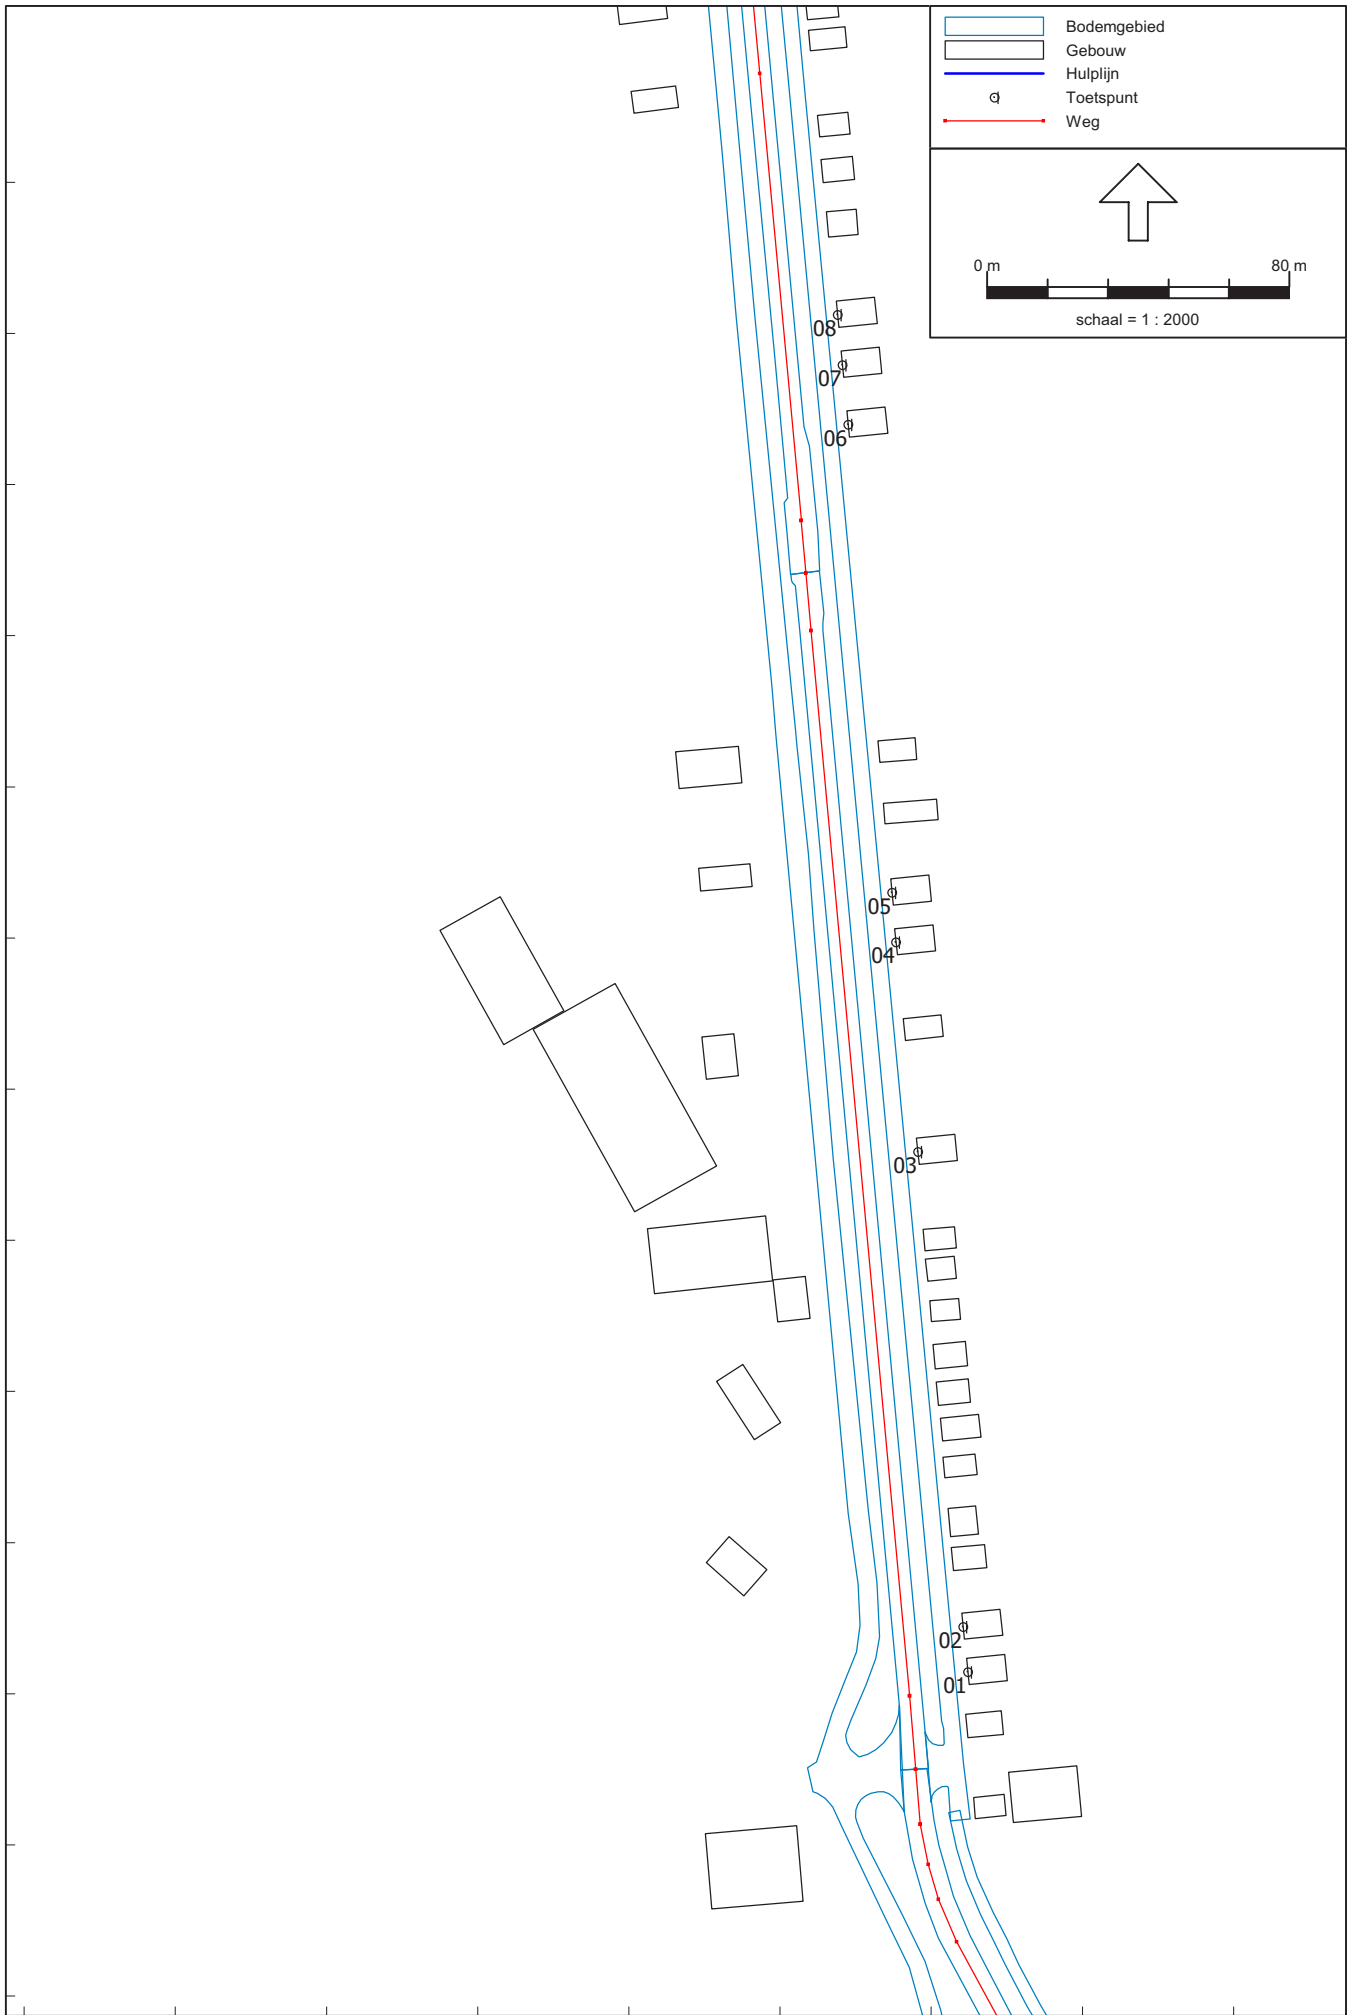 Bodemgebied
Gebouw
Hulplijn
Toetspunt
Weg
0 m 80 m
schaal = 1 : 2000
08
07
06
05
04
03
02
01